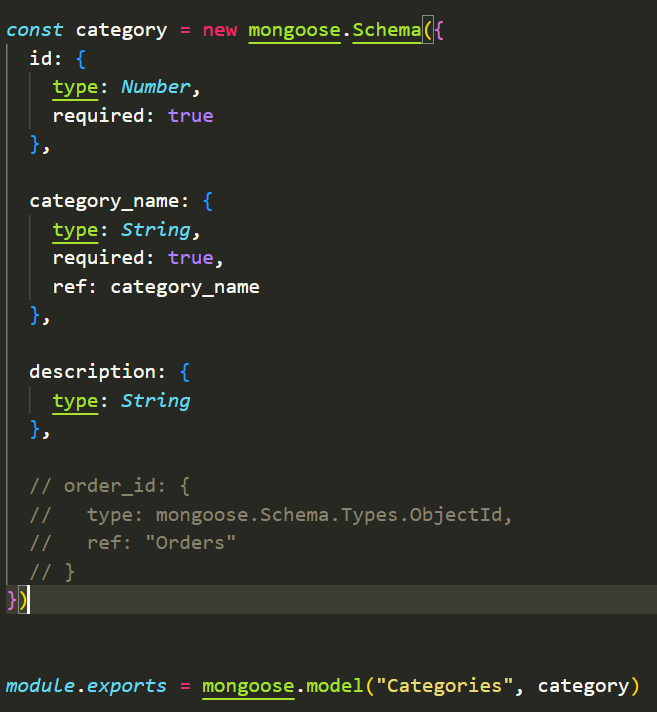 const category = new mongoose.Schema({
  id: {
    type: Number,
    required: true
  },

  category_name: {
    type: String,
    required: true,
    ref: category_name
  },

  description: {
    type: String
  },

  // order_id: {
  //   type: mongoose.Schema.Types.ObjectId,
  //   ref: "Orders"
  // }
})

module.exports = mongoose.model("Categories", category)